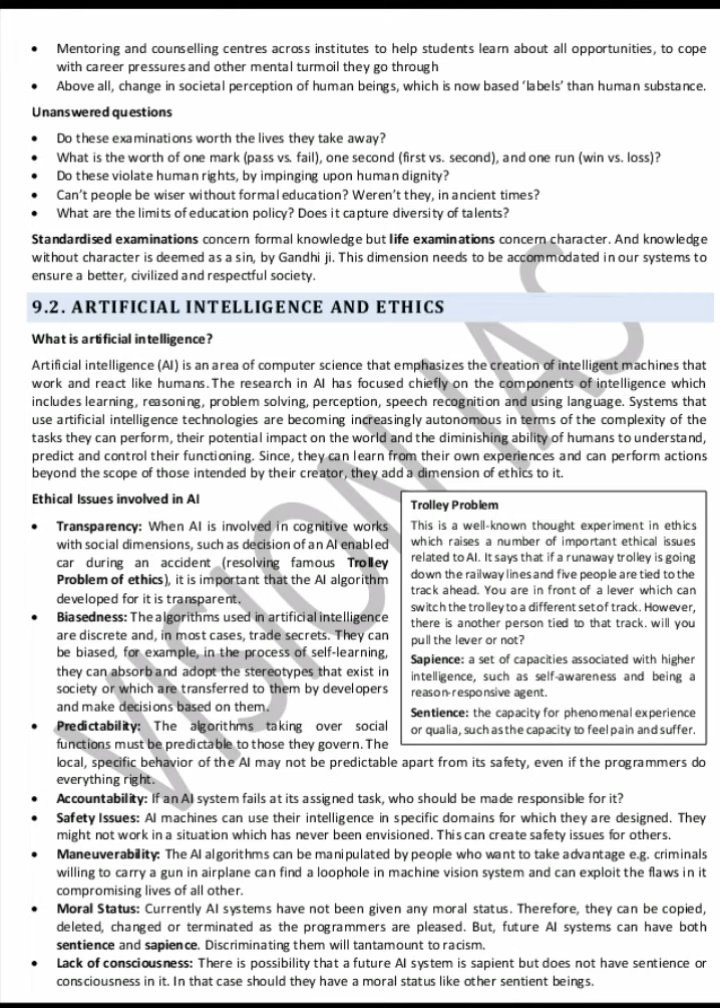 • Mentoring and counselling centres across institutes to help students learn about all opportunities, to cope
with career pressures and other mental turmoil they go through
• Above all, change in societal perception of human beings, which is now based ‘labels’ than human substance.
Unanswered questions
• Do these examinations worth the lives they take away?
• What is the worth of one mark (pass vs. fail), one second (first vs. second), and one run (win vs. loss)?
• Do these violate human rights, by impinging upon human dignity?
• Can’t people be wiser without formal education? Weren’t they, in ancient times?
• What are the limits of education policy? Does it capture diversity of talents?
Standardised examinations concern formal knowledge but life examinations concern character. And knowledge
without character is deemed as a sin, by Gandhi ji. This dimension needs to be accommodated in our systems to
ensure a better, civilized and respectful society.
9.2. ARTIFICIAL INTELLIGENCE AND ETHICS
What is artificial intelligence?
Artificial intelligence (AI) is an area of computer science that emphasizes the creation of intelligent machines that
work and react like humans. The research in AI has focused chiefly on the components of intelligence which
includes learning, reasoning, problem solving, perception, speech recognition and using language. Systems that
use artificial intelligence technologies are becoming increasingly autonomous in terms of the complexity of the
tasks they can perform, their potential impact on the world and the diminishing ability of humans to understand,
predict and control their functioning. Since, they can learn from their own experiences and can perform actions
beyond the scope of those intended by their creator, they add a dimension of ethics to it.
Ethical Issues involved in AI
• Transparency: When AI is involved in cognitive works
with social dimensions, such as decision of an AI enabled
car during an accident (resolving famous Trolley
Problem of ethics), it is important that the AI algorithm
developed for it is transparent.
• Biasedness: The algorithms used in artificial intelligence
are discrete and, in most cases, trade secrets. They can
be biased, for example, in the process of self-learning,
they can absorb and adopt the stereotypes that exist in
society or which are transferred to them by developers
and make decisions based on them.
• Predictability: The algorithms taking over social
functions must be predictable to those they govern. The
local, specific behavior of the AI may not be predictable apart from its safety, even if the programmers do
everything right.
Trolley Problem
This is a well-known thought experiment in ethics
which raises a number of important ethical issues
related to AI. It says that if a runaway trolley is going
down the railway lines and five people are tied to the
track ahead. You are in front of a lever which can
switch the trolley to a different set of track. However,
there is another person tied to that track. will you
pull the lever or not?
Sapience: a set of capacities associated with higher
intelligence, such as self-awareness and being a
reason-responsive agent.
Sentience: the capacity for phenomenal experience
or qualia, such as the capacity to feel pain and suffer.
• Accountability: If an AI system fails at its assigned task, who should be made responsible for it?
• Safety Issues: AI machines can use their intelligence in specific domains for which they are designed. They
might not work in a situation which has never been envisioned. This can create safety issues for others.
• Maneuverability: The AI algorithms can be manipulated by people who want to take advantage e.g. criminals
willing to carry a gun in airplane can find a loophole in machine vision system and can exploit the flaws in it
compromising lives of all other.
• Moral Status: Currently AI systems have not been given any moral status. Therefore, they can be copied,
deleted, changed or terminated as the programmers are pleased. But, future AI systems can have both
sentience and sapience. Discriminating them will tantamount to racism.
• Lack of consciousness: There is possibility that a future AI system is sapient but does not have sentience or
consciousness in it. In that case should they have a moral status like other sentient beings.
VISION IAS